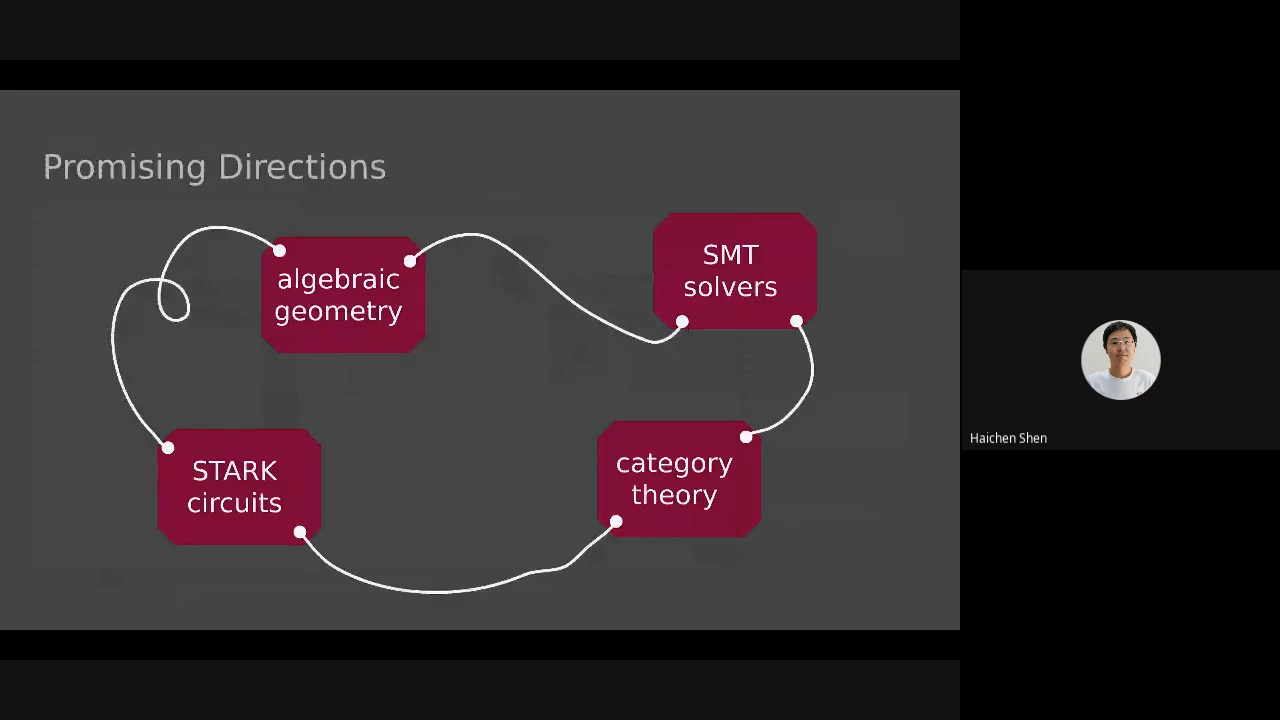 Promising Directions
algebraic
geometry
SMT
solvers
STARK
circuits
category
theory
Haichen Shen